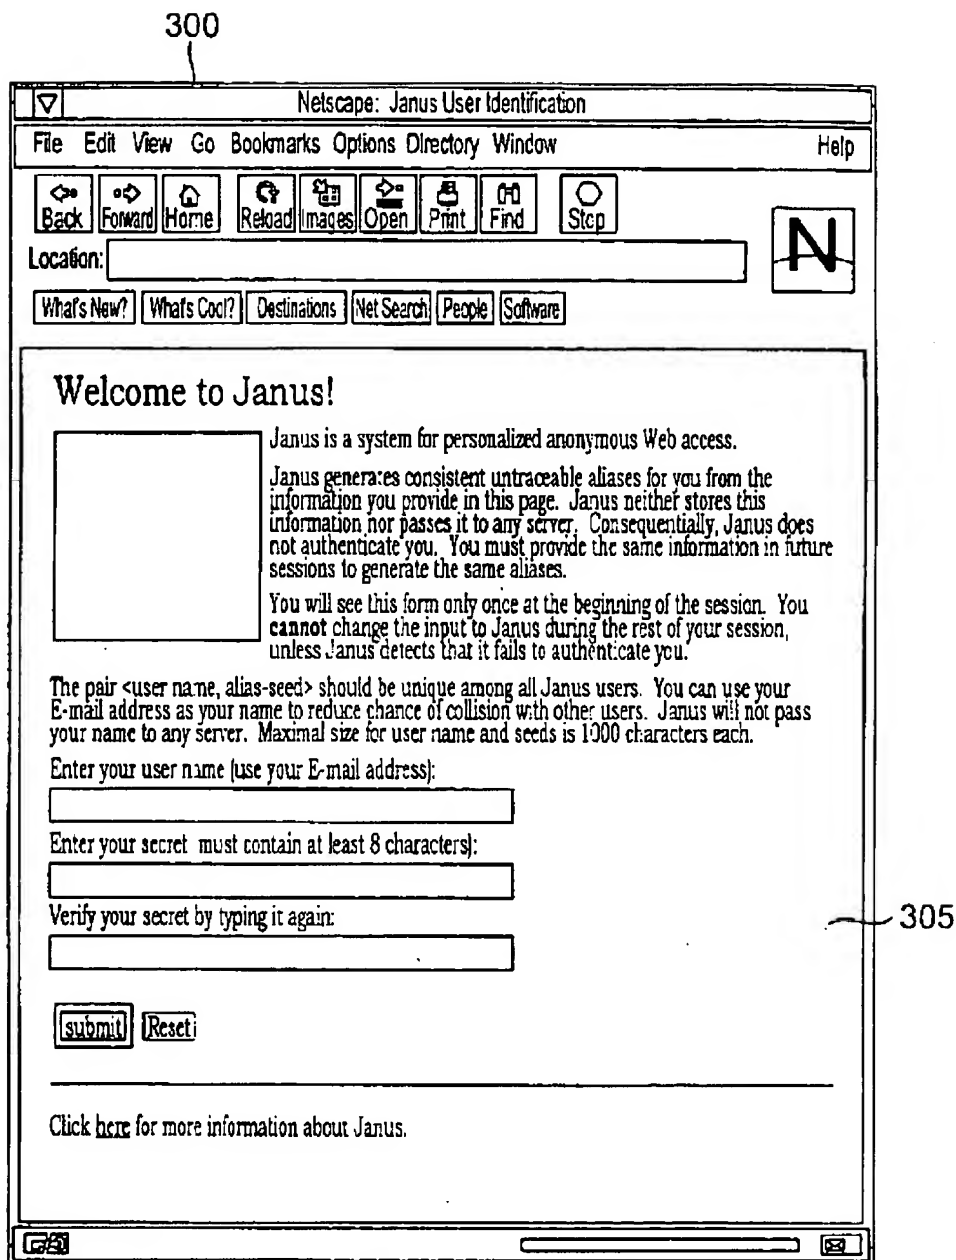 300
Netscape: Janus User Identification
File Edit View Go Bookmarks Options Directory Window Help
Back Forward Home Reload Images Open Print Find Stop
N
Location:
What's New? What's Cool? Destinations Net Search People Software
Welcome to Janus!
Janus is a system for personalized anonymous Web access.
Janus generates consistent untraceable aliases for you from the
information you provide in this page. Janus neither stores this
information nor passes it to any server. Consequentially, Janus does
not authenticate you. You must provide the same information in future
sessions to generate the same aliases.
You will see this form only once at the beginning of the session. You
cannot change the input to Janus during the rest of your session,
unless Janus detects that it fails to authenticate you.
The pair <user name, alias-seed> should be unique among all Janus users. You can use your
E-mail address as your name to reduce chance of collision with other users. Janus will not pass
your name to any server. Maximal size for user name and seeds is 1000 characters each.
Enter your user name (use your E-mail address):
Enter your secret must contain at least 8 characters):
Verify your secret by typing it again:
305
submit Reset
Click here for more information about Janus.